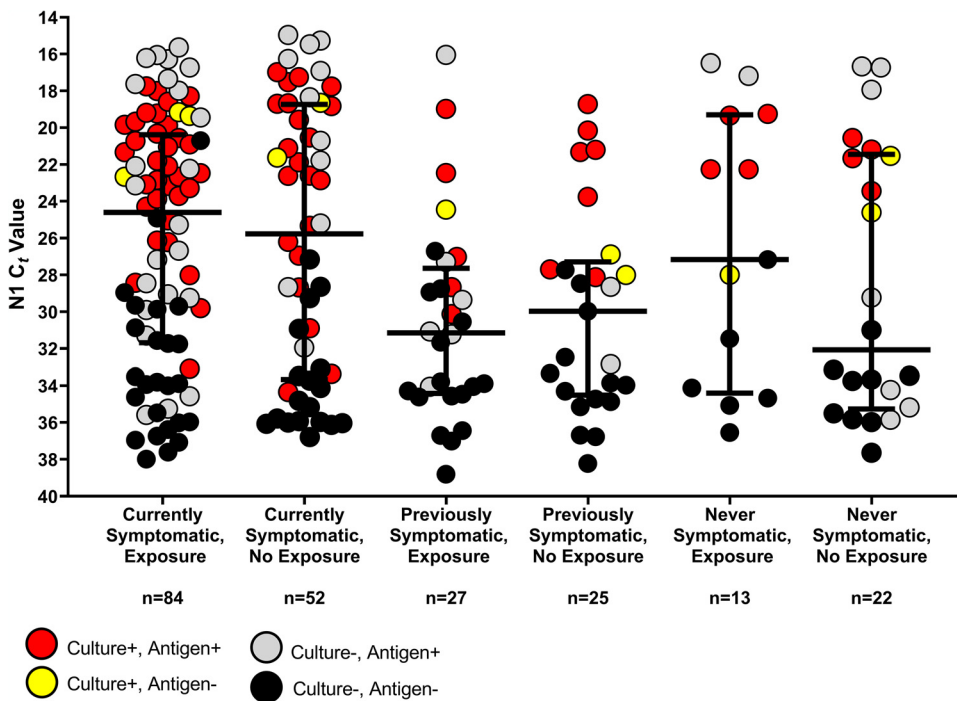 14
16
18
20
22
24
26
28
30
32
34
36
38
40
N1 Ct Value
Currently Symptomatic, Exposure
Currently Symptomatic, No Exposure
Previously Symptomatic, Exposure
Previously Symptomatic, No Exposure
Never Symptomatic, Exposure
Never Symptomatic, No Exposure
n=84 n=52 n=27 n=25 n=13 n=22
Culture+, Antigen+
Culture-, Antigen+
Culture+, Antigen-
Culture-, Antigen-